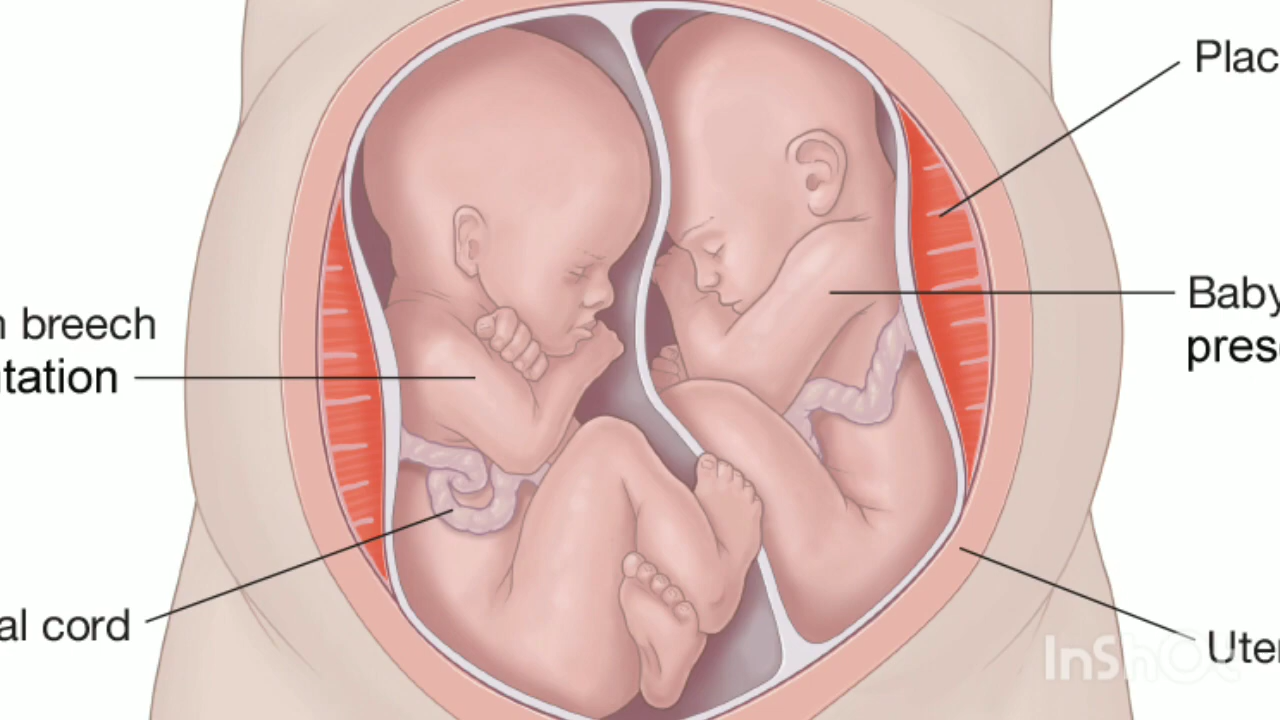 Plac
n breech
tation
Baby
pres
al cord
Uter
InShOt